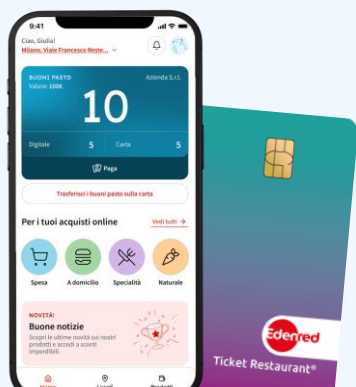 9:41
Ciao, Giulia!
Milano, Viale Francesco Reste...
BUONI PASTO
Azienda S.r.l.
Valore: 100€
10
Digitale 5 Carta 5
Paga
Trasferisci i buoni pasto sulla carta
Per i tuoi acquisti online
Vedi tutti →
Spesa
A domicilio
Specialità
Naturale
NOVITÀ!
Buone notizie
Scopri le ultime novità sui nostri
prodotti e accedi a sconti
imperdibili.
Home
Locali
Prodotti
Edenred
Ticket Restaurant®